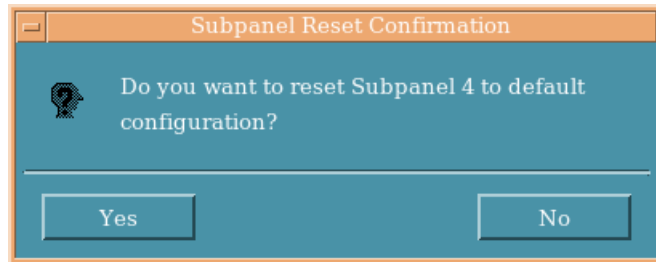 Subpanel Reset Confirmation
Do you want to reset Subpanel 4 to default
configuration?
Yes
No